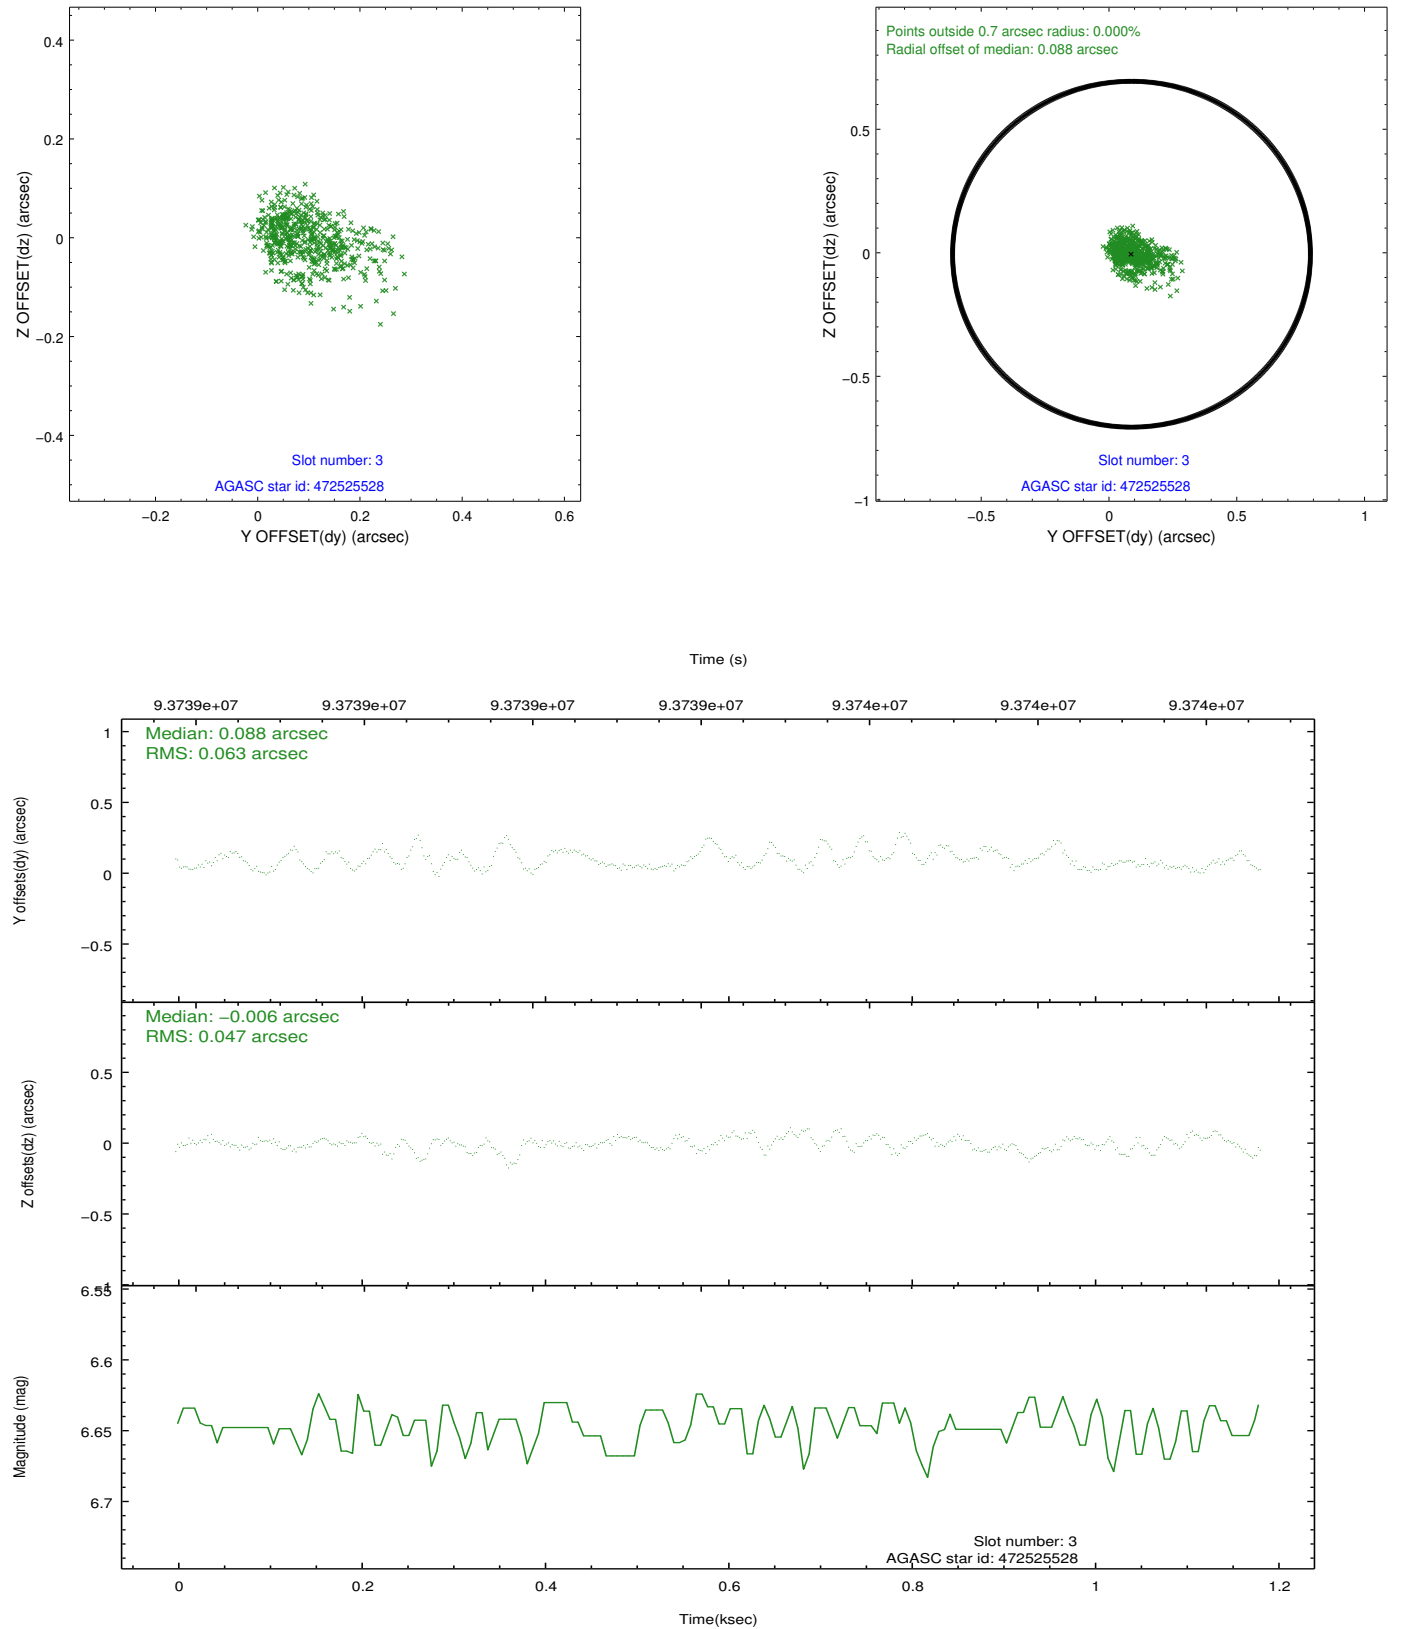 0.4
0.2
0
−0.2
−0.4
Z OFFSET(dz) (arcsec)
Slot number: 3
AGASC star id: 472525528
−0.2 0 0.2 0.4 0.6
Y OFFSET(dy) (arcsec)
Points outside 0.7 arcsec radius: 0.000%
Radial offset of median: 0.088 arcsec
0.5
0
−0.5
−1
Z OFFSET(dz) (arcsec)
Slot number: 3
AGASC star id: 472525528
−0.5 0 0.5 1
Y OFFSET(dy) (arcsec)
Time (s)
9.3739e+07 9.3739e+07 9.3739e+07 9.3739e+07 9.374e+07 9.374e+07 9.374e+07
Median: 0.088 arcsec
RMS: 0.063 arcsec
1
0.5
0
−0.5
Y offsets(dy) (arcsec)
Median: −0.006 arcsec
RMS: 0.047 arcsec
0.5
0
−0.5
−1
Z offsets(dz) (arcsec)
6.55
6.6
6.65
6.7
Magnitude (mag)
Slot number: 3
AGASC star id: 472525528
0 0.2 0.4 0.6 0.8 1 1.2
Time(ksec)